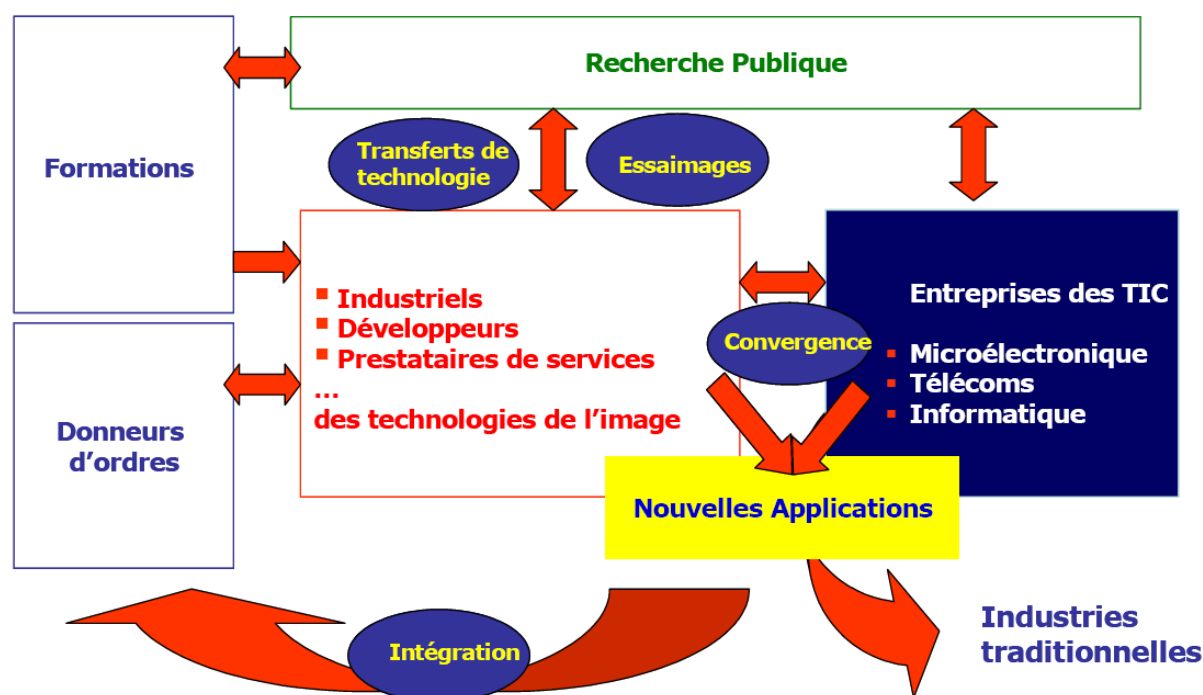 Recherche Publique
Formations
Transferts de
technologie
Essaimages
▪ Industriels
▪ Développeurs
▪ Prestataires de services
...
des technologies de l’image
Convergence
Entreprises des TIC
▪ Microélectronique
▪ Télécoms
▪ Informatique
Donneurs
d’ordres
Nouvelles Applications
Intégration
Industries
traditionnelles